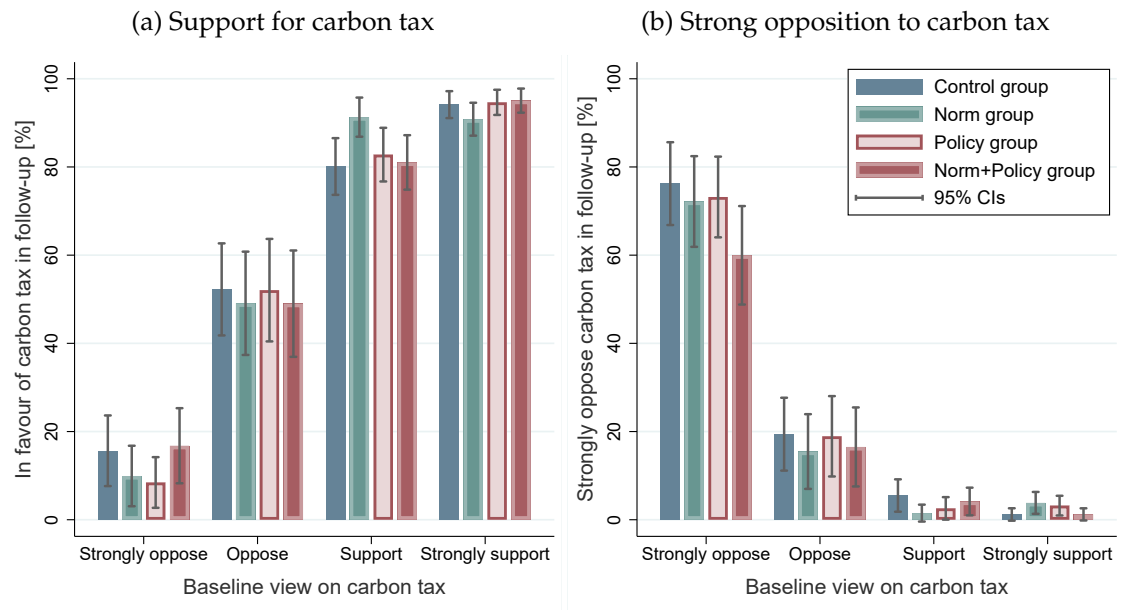 (a) Support for carbon tax
In favour of carbon tax in follow-up [%]
100
80
60
40
20
0
Strongly oppose Oppose Support Strongly support
Baseline view on carbon tax
(b) Strong opposition to carbon tax
Strongly oppose carbon tax in follow-up [%]
100
80
60
40
20
0
Control group
Norm group
Policy group
Norm+Policy group
95% CIs
Strongly oppose Oppose Support Strongly support
Baseline view on carbon tax